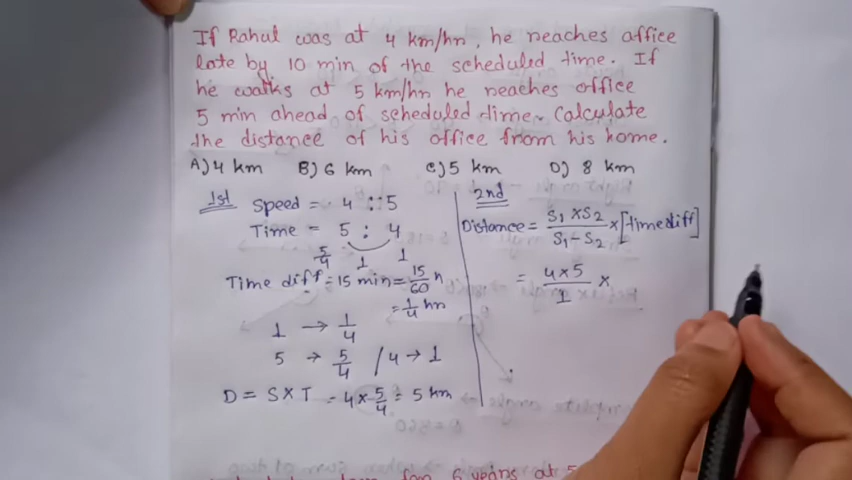 If Rahul was at 4 km/hr, he reaches office
late by 10 min of the scheduled time. If
he walks at 5 km/hr he reaches office
5 min ahead of scheduled time. Calculate
the distance of his office from his home.
A) 4 km B) 6 km C) 5 km D) 8 km
1st Speed = 4 :: 5
Time = 5 : 4
5/4 1 1
Time diff = 15 min = 15/60 h
= 1/4 hr
1 → 1/4
5 → 5/4 / 4 → 1
D = S x T = 4 x 5/4 = 5 km
2nd
Distance = S1 x S2 / S1 - S2 x [time diff]
= 4 x 5 / 1 x
6 years at 5